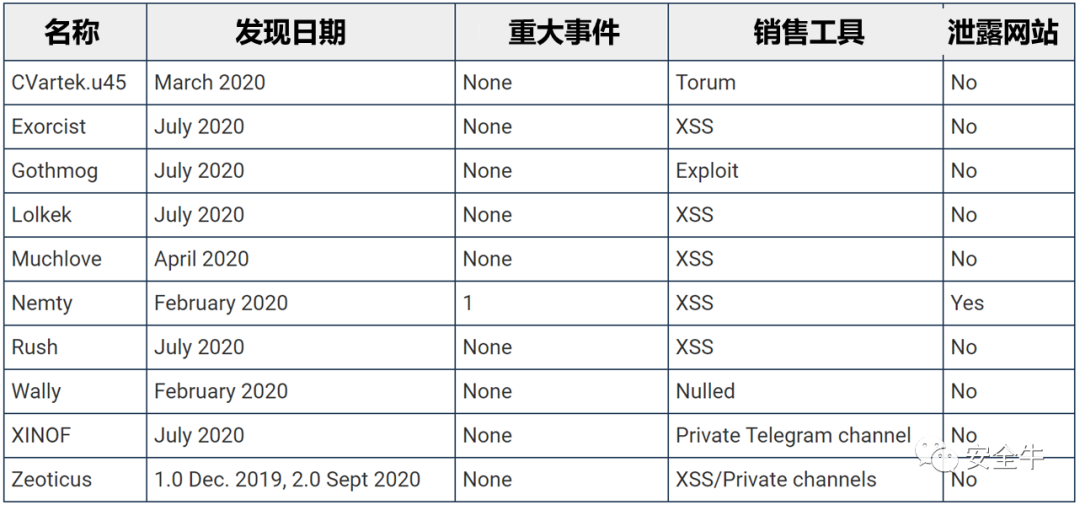 名称 发现日期 重大事件 销售工具 泄露网站
CVartek.u45 March 2020 None Torum No
Exorcist July 2020 None XSS No
Gothmog July 2020 None Exploit No
Lolkek July 2020 None XSS No
Muchlove April 2020 None XSS No
Nemty February 2020 1 XSS Yes
Rush July 2020 None XSS No
Wally February 2020 None Nulled No
XINOF July 2020 None Private Telegram channel No
安全牛
Zeoticus 1.0 Dec. 2019, 2.0 Sept 2020 None XSS/Private channels No